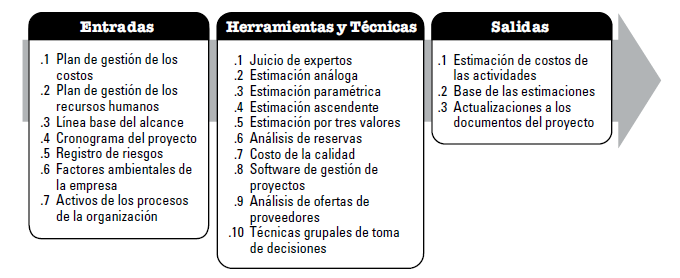 Entradas
.1 Plan de gestión de los
costos
.2 Plan de gestión de los
recursos humanos
.3 Línea base del alcance
.4 Cronograma del proyecto
.5 Registro de riesgos
.6 Factores ambientales de
la empresa
.7 Activos de los procesos
de la organización
Herramientas y Técnicas
.1 Juicio de expertos
.2 Estimación análoga
.3 Estimación paramétrica
.4 Estimación ascendente
.5 Estimación por tres valores
.6 Análisis de reservas
.7 Costo de la calidad
.8 Software de gestión de
proyectos
.9 Análisis de ofertas de
proveedores
.10 Técnicas grupales de toma
de decisiones
Salidas
.1 Estimación de costos de
las actividades
.2 Base de las estimaciones
.3 Actualizaciones a los
documentos del proyecto